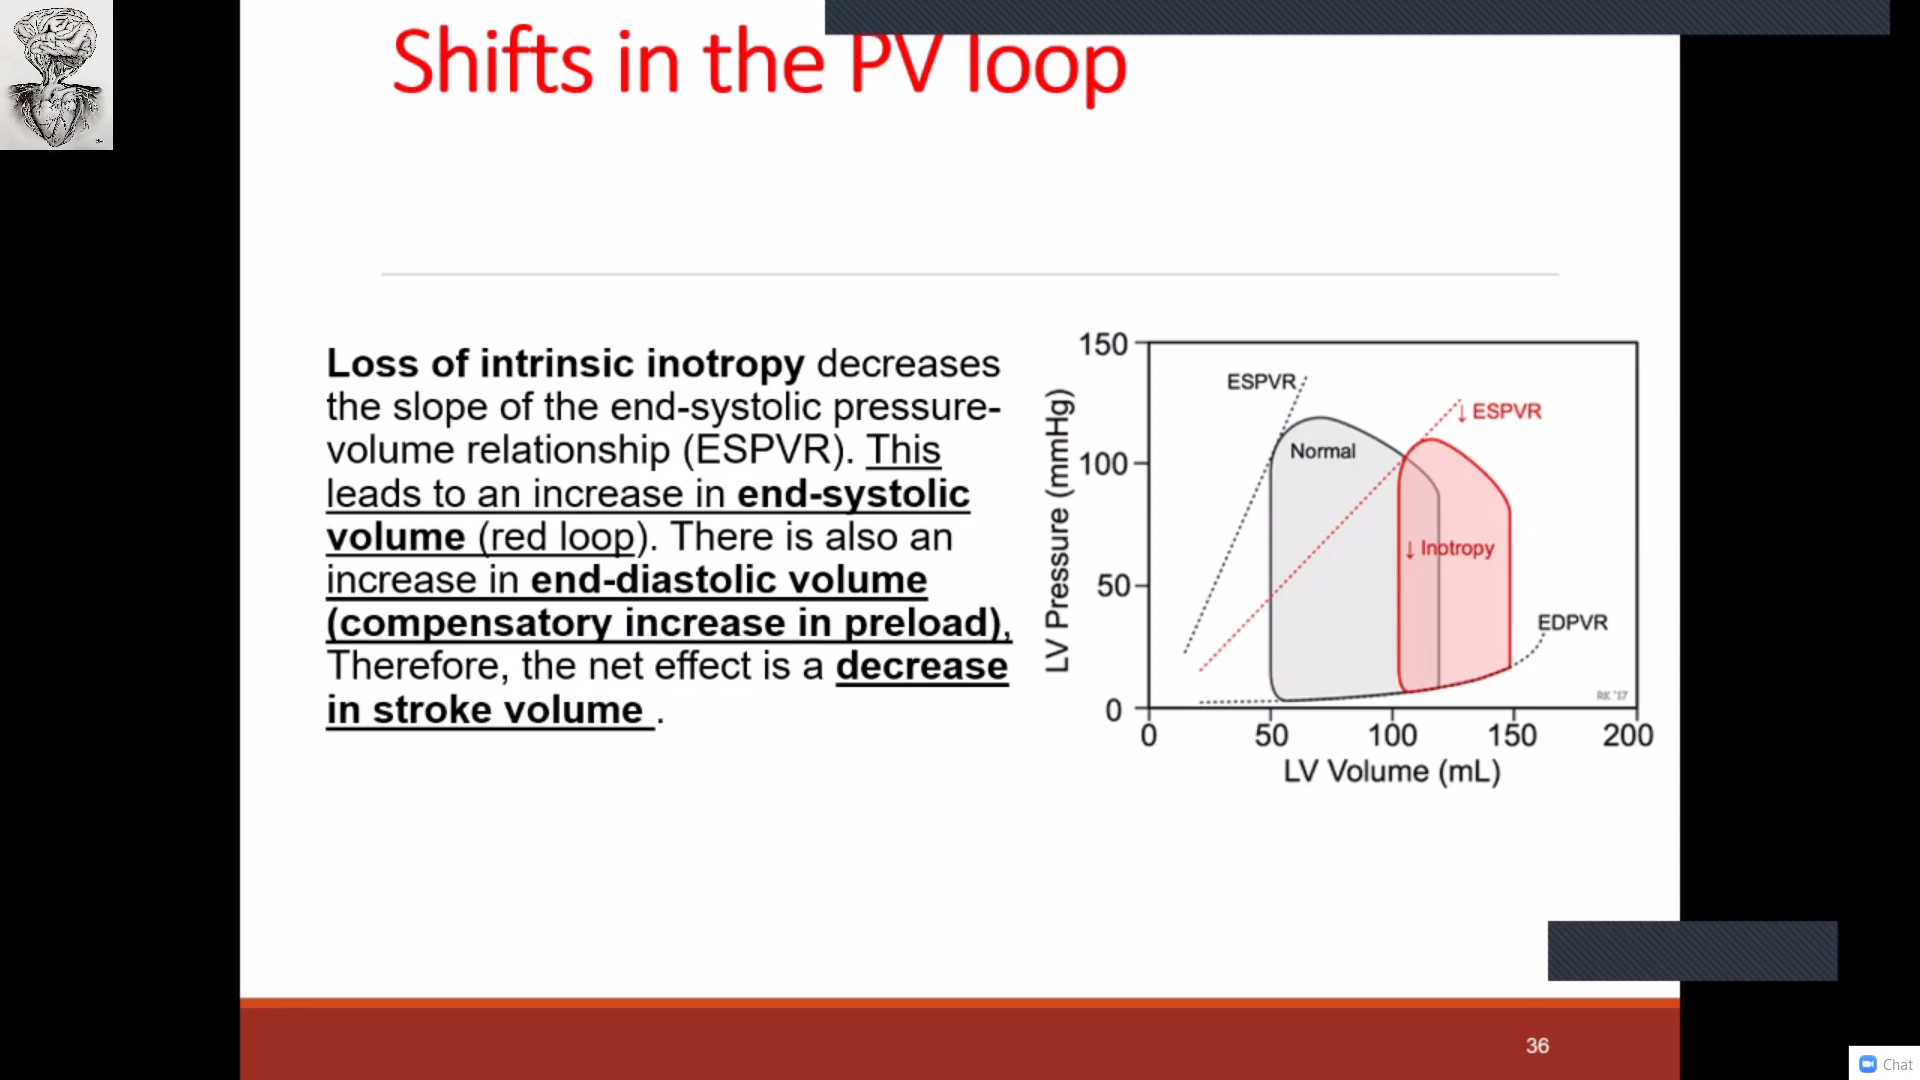 Shifts in the PV loop
Loss of intrinsic inotropy decreases
the slope of the end-systolic pressure-
volume relationship (ESPVR). This
leads to an increase in end-systolic
volume (red loop). There is also an
increase in end-diastolic volume
(compensatory increase in preload),
Therefore, the net effect is a decrease
in stroke volume .
150
100
50
0
LV Pressure (mmHg)
ESPVR
↓ ESPVR
Normal
↓ Inotropy
EDPVR
RK '17
0 50 100 150 200
LV Volume (mL)
36
Chat